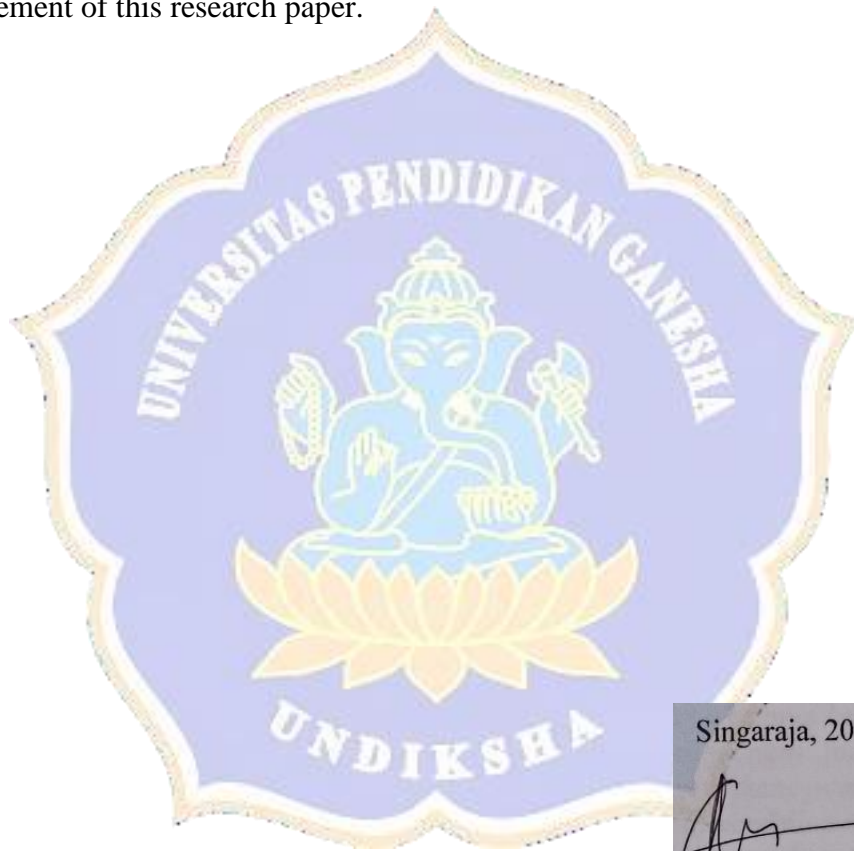 ement of this research paper.
UNIVERSITAS PENDIDIKAN GANESHA
UNDIKSHA
Singaraja, 20